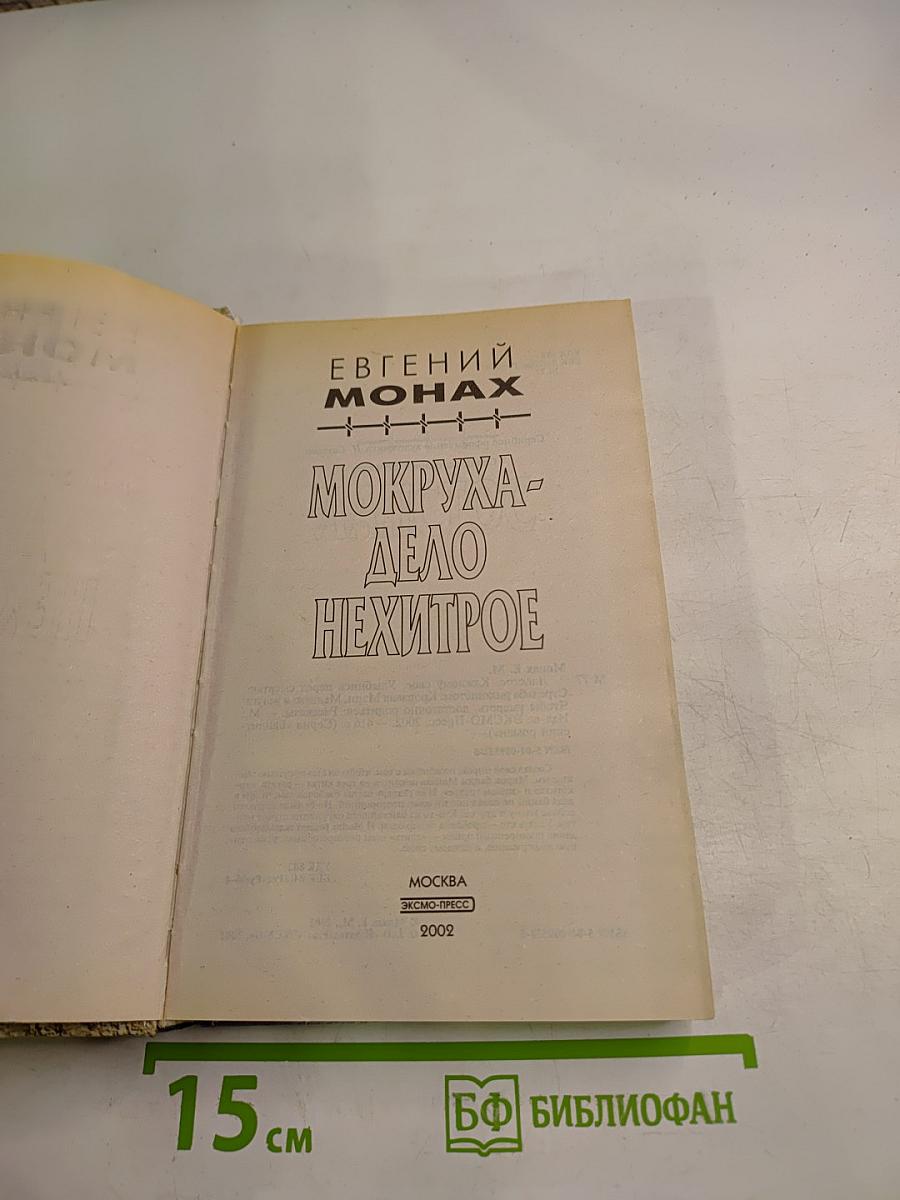 ЕВГЕНИЙ
МОНАХ
МОКРУХА-
ДЕЛО
НЕХИТРОЕ
МОСКВА
ЭКСМО-ПРЕСС
2002
15 см
БФ БИБЛИОФАН